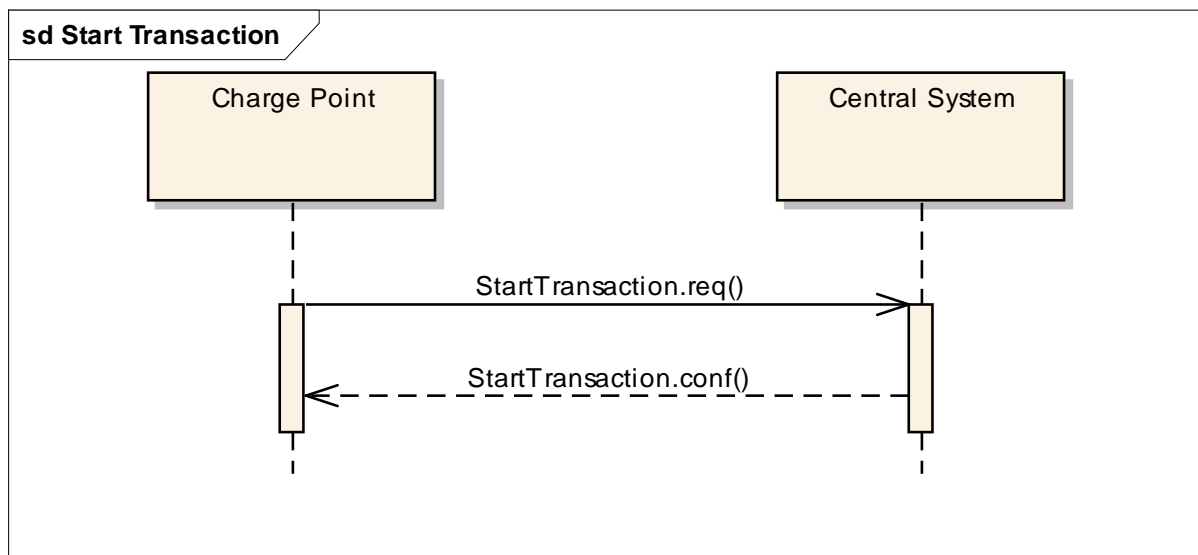 sd Start Transaction
Charge Point
Central System
StartTransaction.req()
StartTransaction.conf()